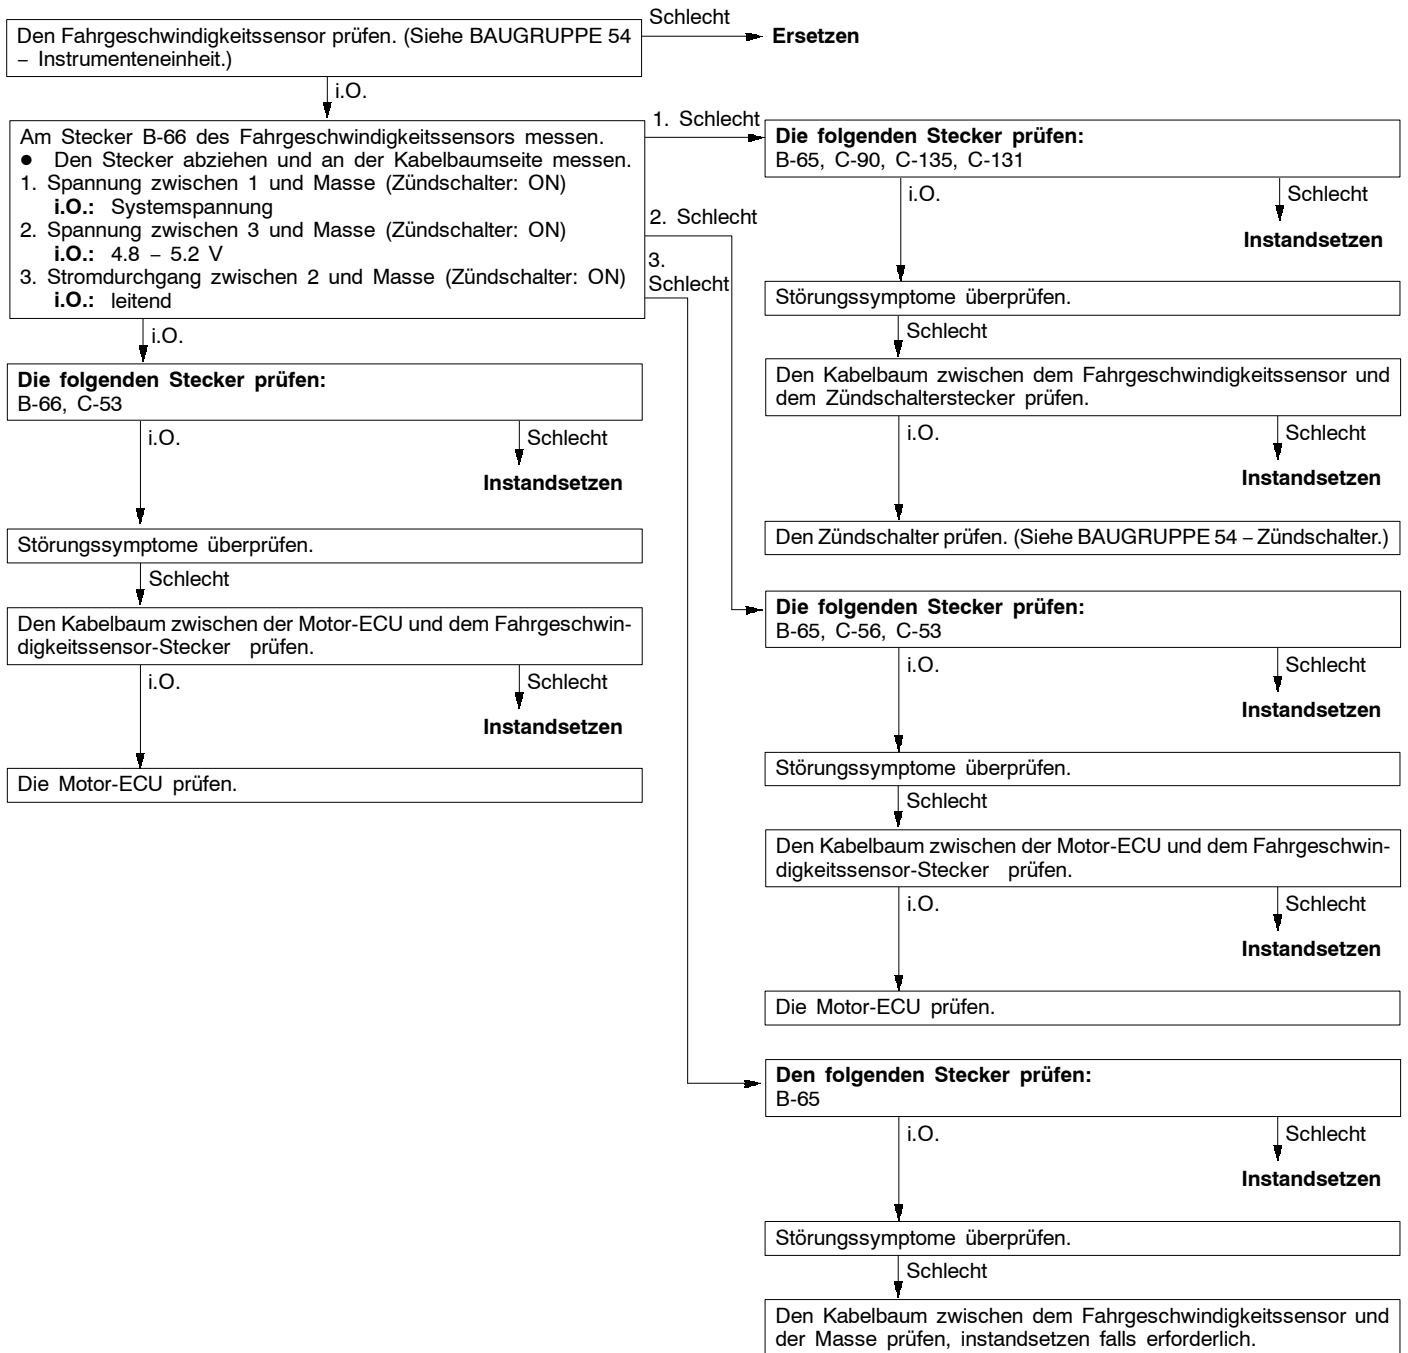 Den Fahrgeschwindigkeitssensor prüfen. (Siehe BAUGRUPPE 54
– Instrumenteneinheit.)
Schlecht
Ersetzen
i.O.
Am Stecker B-66 des Fahrgeschwindigkeitssensors messen.
● Den Stecker abziehen und an der Kabelbaumseite messen.
1. Spannung zwischen 1 und Masse (Zündschalter: ON)
i.O.: Systemspannung
2. Spannung zwischen 3 und Masse (Zündschalter: ON)
i.O.: 4.8 – 5.2 V
3. Stromdurchgang zwischen 2 und Masse (Zündschalter: ON)
i.O.: leitend
1. Schlecht
2. Schlecht
3.
Schlecht
i.O.
Die folgenden Stecker prüfen:
B-66, C-53
i.O.
Schlecht
Instandsetzen
Störungssymptome überprüfen.
Schlecht
Den Kabelbaum zwischen der Motor-ECU und dem Fahrgeschwin-
digkeitssensor-Stecker prüfen.
i.O.
Schlecht
Instandsetzen
Die Motor-ECU prüfen.
Die folgenden Stecker prüfen:
B-65, C-90, C-135, C-131
i.O.
Schlecht
Instandsetzen
Störungssymptome überprüfen.
Schlecht
Den Kabelbaum zwischen dem Fahrgeschwindigkeitssensor und
dem Zündschalterstecker prüfen.
i.O.
Schlecht
Instandsetzen
Den Zündschalter prüfen. (Siehe BAUGRUPPE 54 – Zündschalter.)
Die folgenden Stecker prüfen:
B-65, C-56, C-53
i.O.
Schlecht
Instandsetzen
Störungssymptome überprüfen.
Schlecht
Den Kabelbaum zwischen der Motor-ECU und dem Fahrgeschwin-
digkeitssensor-Stecker prüfen.
i.O.
Schlecht
Instandsetzen
Die Motor-ECU prüfen.
Den folgenden Stecker prüfen:
B-65
i.O.
Schlecht
Instandsetzen
Störungssymptome überprüfen.
Schlecht
Den Kabelbaum zwischen dem Fahrgeschwindigkeitssensor und
der Masse prüfen, instandsetzen falls erforderlich.